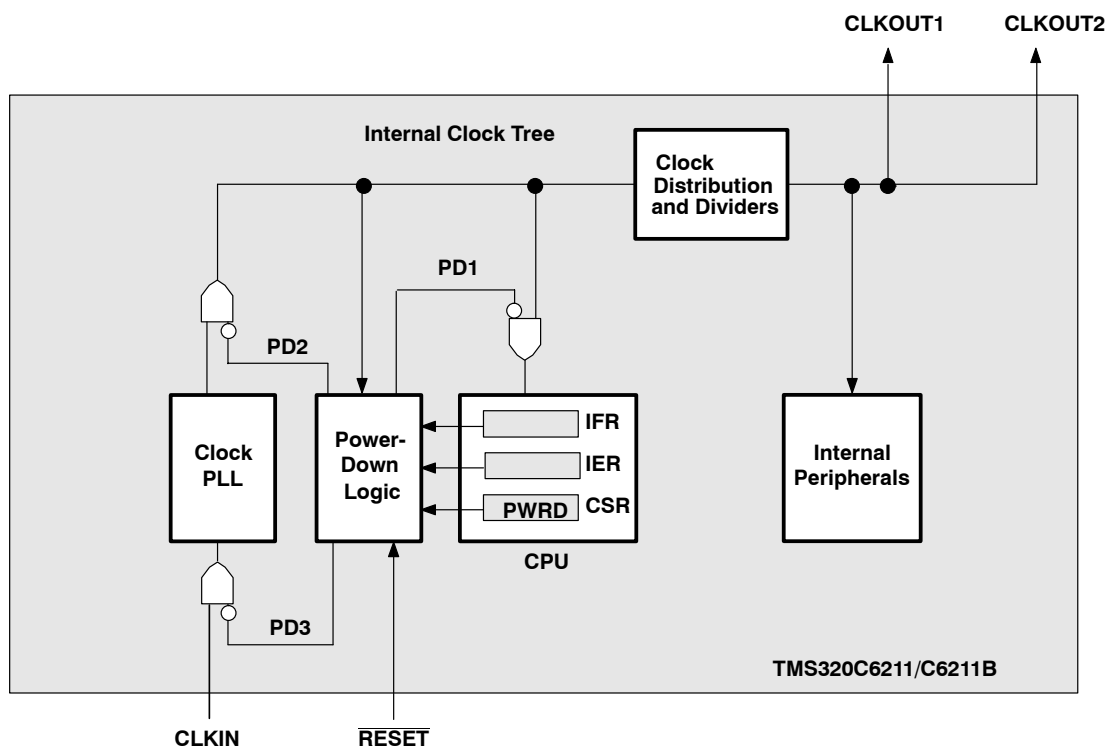 CLKOUT1
CLKOUT2
Internal Clock Tree
Clock
Distribution
and Dividers
PD1
PD2
Clock
PLL
Power-
Down
Logic
IFR
IER
PWRD
CSR
CPU
Internal
Peripherals
PD3
TMS320C6211/C6211B
CLKIN
RESET